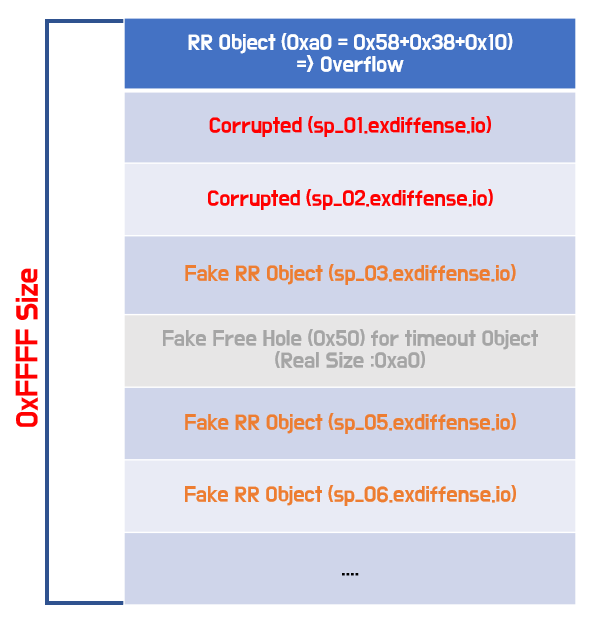 RR Object (0xa0 = 0x58+0x38+0x10)
=> Overflow
Corrupted (sp_01.exdiffense.io)
Corrupted (sp_02.exdiffense.io)
Fake RR Object (sp_03.exdiffense.io)
Fake Free Hole (0x50) for timeout Object
(Real Size :0xa0)
Fake RR Object (sp_05.exdiffense.io)
Fake RR Object (sp_06.exdiffense.io)
....
0xFFFF Size